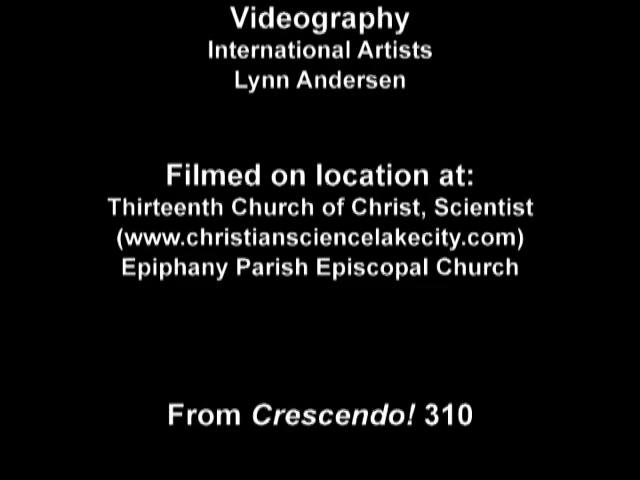 Videography
International Artists
Lynn Andersen
Filmed on location at:
Thirteenth Church of Christ, Scientist
(www.christiansciencelakecity.com)
Epiphany Parish Episcopal Church
From Crescendo! 310